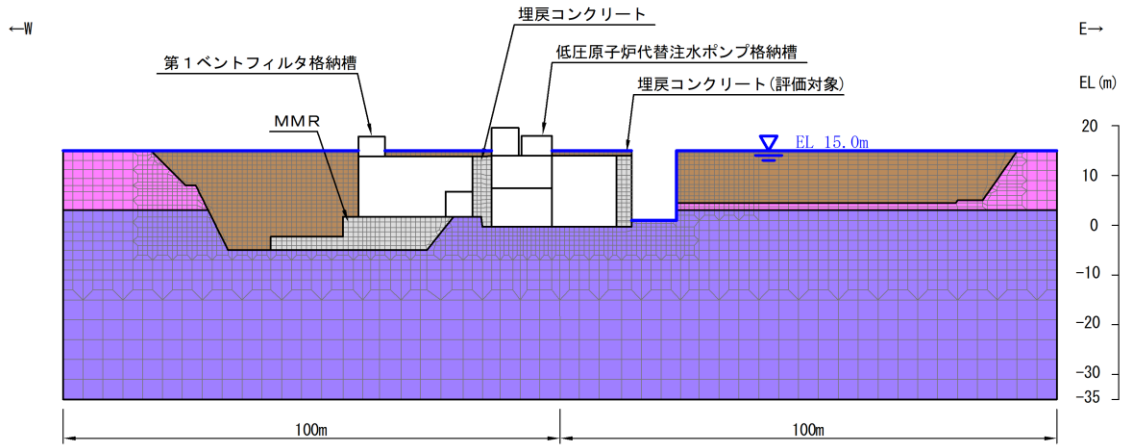 ←W
埋戻コンクリート
E→
低圧原子炉代替注水ポンプ格納槽
第1ベントフィルタ格納槽
埋戻コンクリート(評価対象)
EL(m)
MMR
EL 15.0m
20
10
0
-10
-20
-30
-35
100m
100m